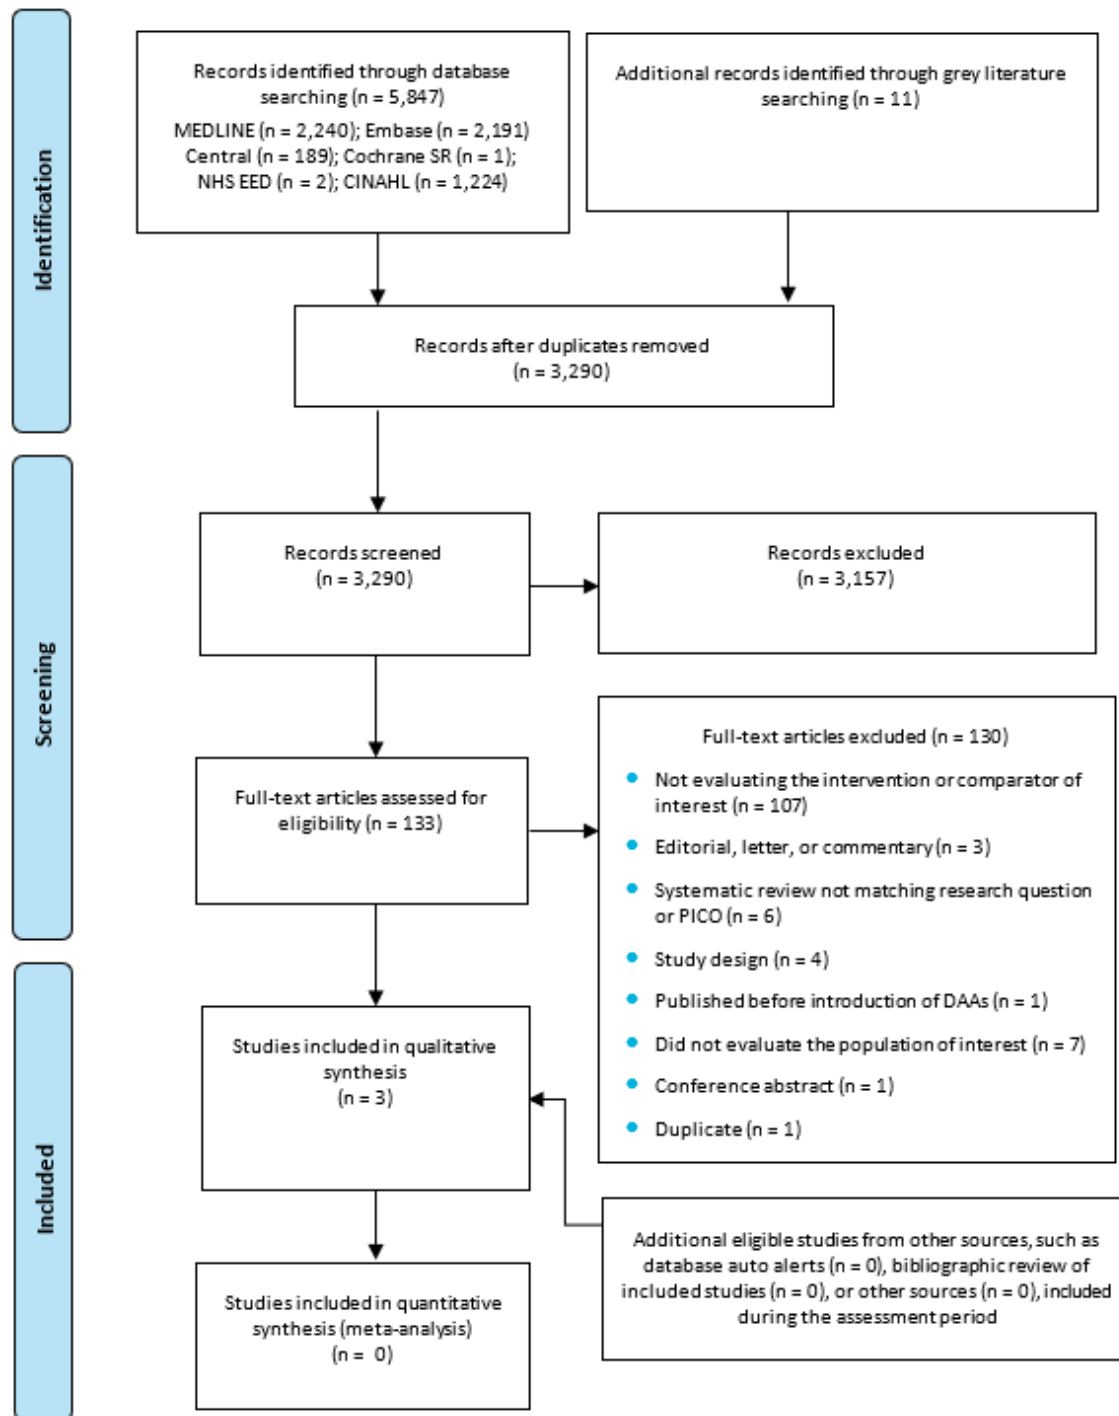 Identification
Records identified through database
searching (n = 5,847)
MEDLINE (n = 2,240); Embase (n = 2,191)
Central (n = 189); Cochrane SR (n = 1);
NHS EED (n = 2); CINAHL (n = 1,224)
Additional records identified through grey literature
searching (n = 11)
Records after duplicates removed
(n = 3,290)
Screening
Records screened
(n = 3,290)
Records excluded
(n = 3,157)
Full-text articles assessed for
eligibility (n = 133)
Full-text articles excluded (n = 130)
• Not evaluating the intervention or comparator of
interest (n = 107)
• Editorial, letter, or commentary (n = 3)
• Systematic review not matching research question
or PICO (n = 6)
• Study design (n = 4)
• Published before introduction of DAAs (n = 1)
• Did not evaluate the population of interest (n = 7)
• Conference abstract (n = 1)
• Duplicate (n = 1)
Included
Studies included in qualitative
synthesis
(n = 3)
Additional eligible studies from other sources, such as
database auto alerts (n = 0), bibliographic review of
included studies (n = 0), or other sources (n = 0), included
during the assessment period
Studies included in quantitative
synthesis (meta-analysis)
(n = 0)